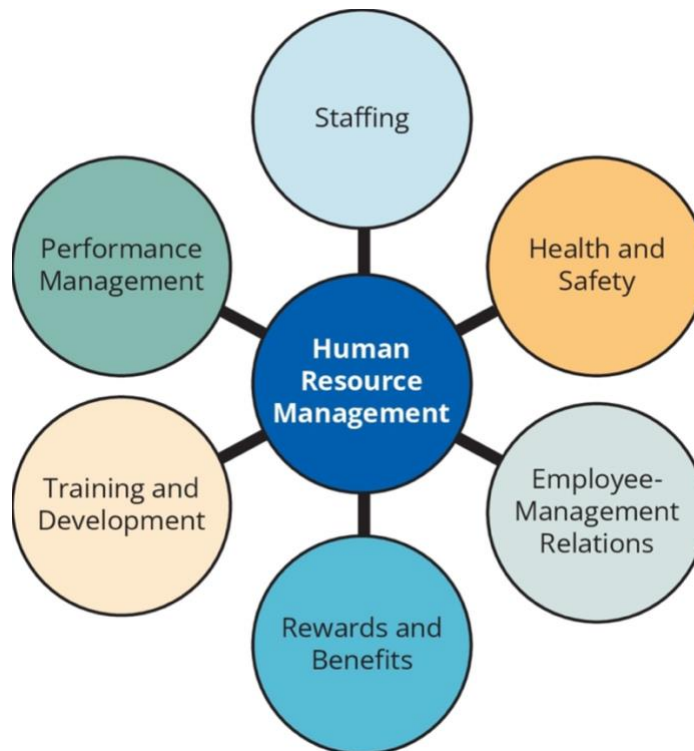 Staffing
Performance
Management
Health and
Safety
Human
Resource
Management
Training and
Development
Employee-
Management
Relations
Rewards and
Benefits